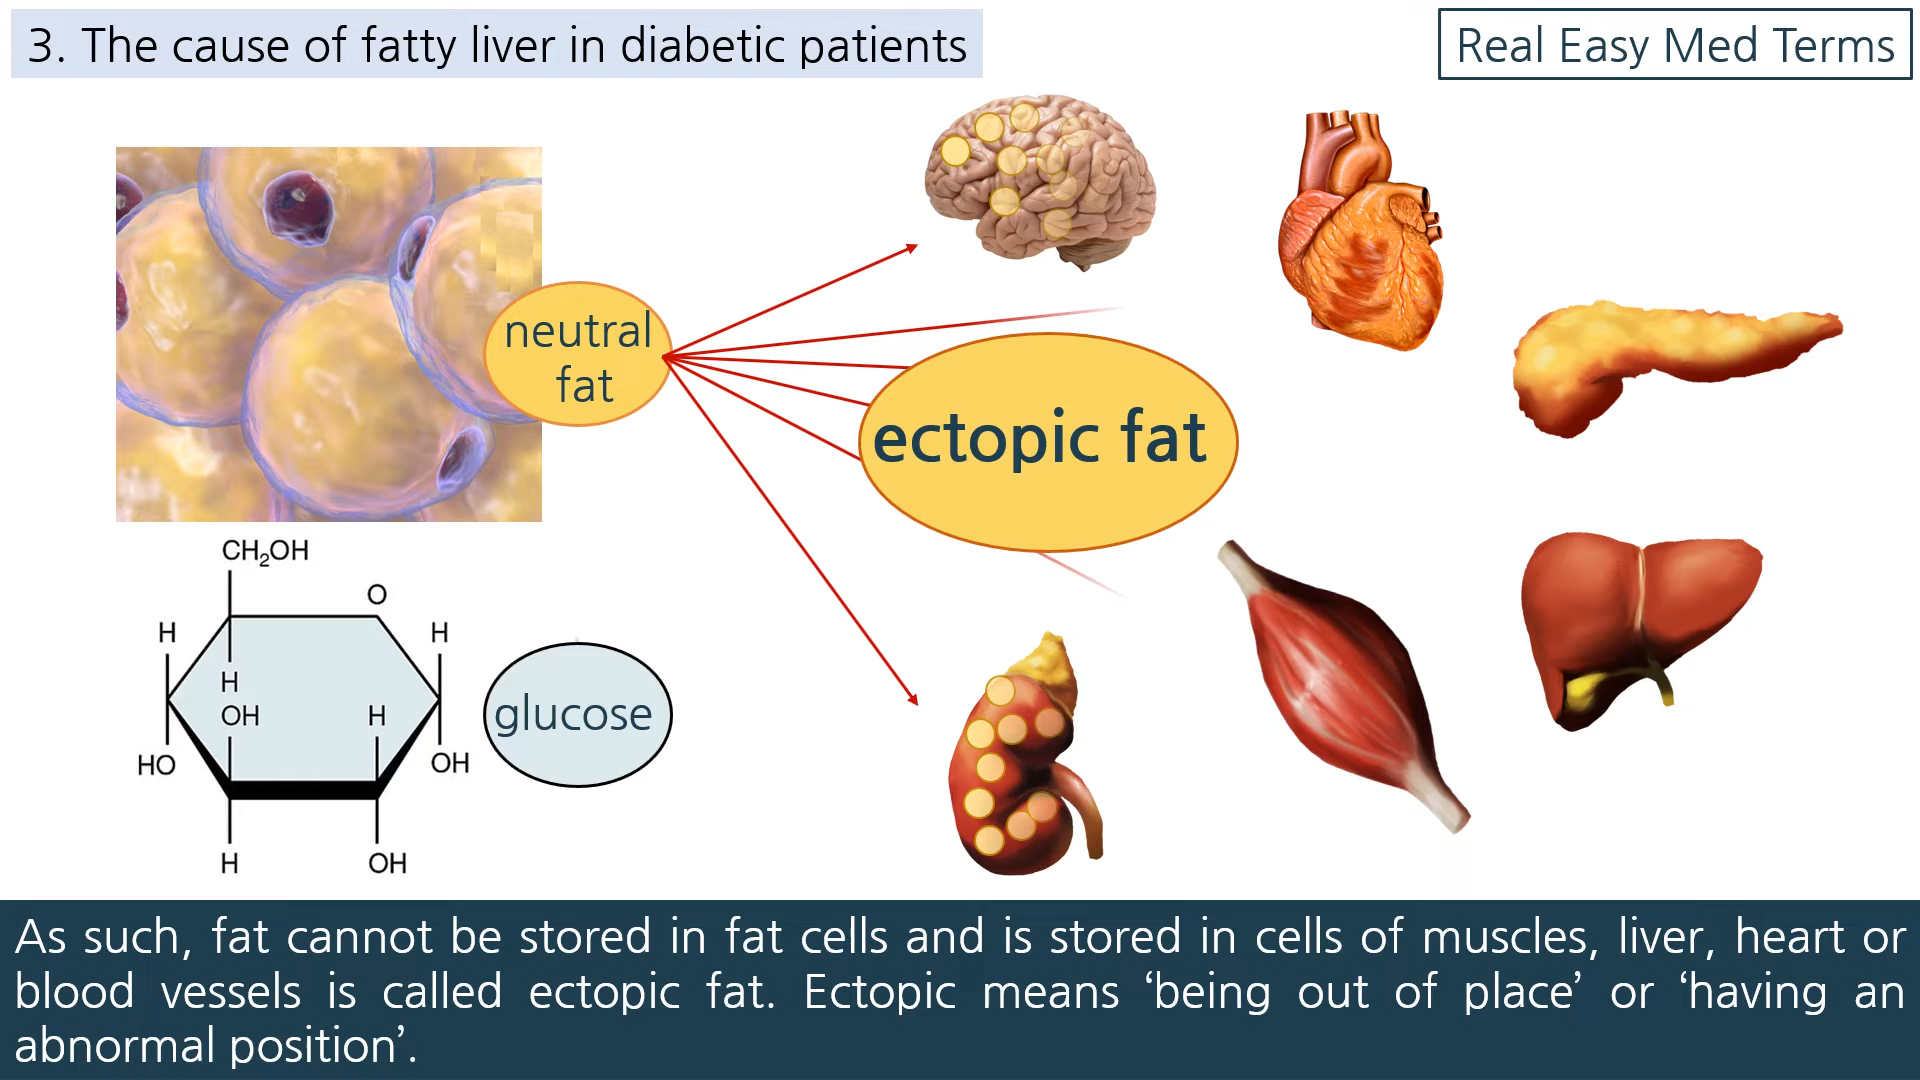 3. The cause of fatty liver in diabetic patients
Real Easy Med Terms
neutral
fat
ectopic fat
CH₂OH
O
H
H
H
OH
H
HO
OH
H
OH
glucose
As such, fat cannot be stored in fat cells and is stored in cells of muscles, liver, heart or
blood vessels is called ectopic fat. Ectopic means ‘being out of place’ or ‘having an
abnormal position’.